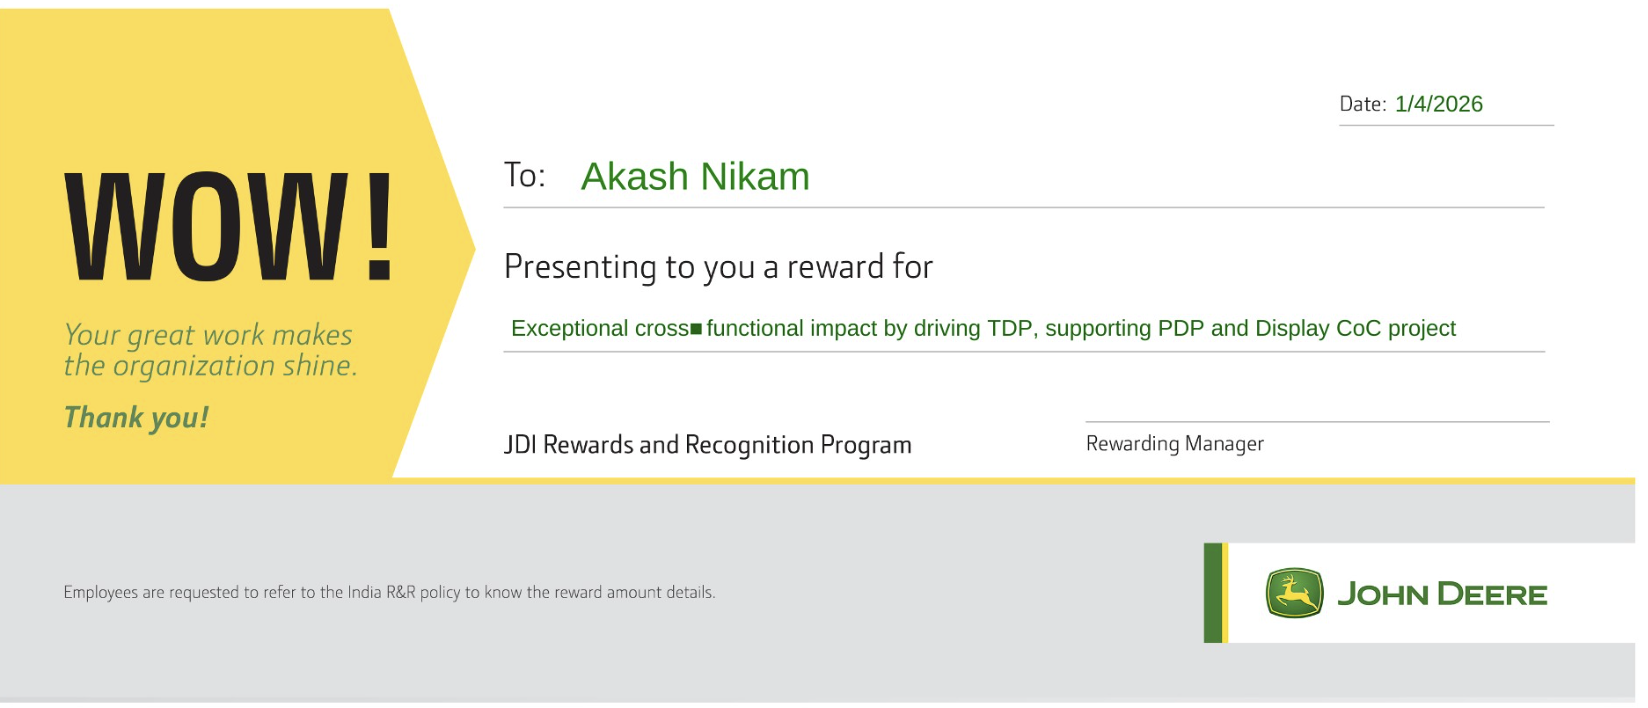 Date: 1/4/2026
WOW!
To: Akash Nikam
Presenting to you a reward for
Exceptional cross■functional impact by driving TDP, supporting PDP and Display CoC project
Your great work makes
the organization shine.
Thank you!
JDI Rewards and Recognition Program
Rewarding Manager
Employees are requested to refer to the India R&R policy to know the reward amount details.
JOHN DEERE